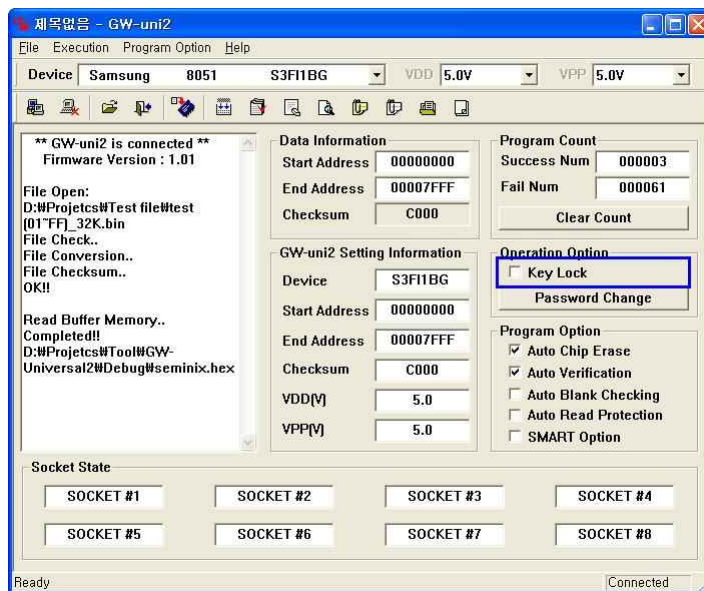 제목없음 - GW-uni2
File Execution Program Option Help
Device Samsung 8051 S3FI1BG VDD 5.0V VPP 5.0V
** GW-uni2 is connected **
Firmware Version : 1.01
File Open:
D:₩Projetcs₩Test file₩test
(01~FF)_32K.bin
File Check..
File Conversion..
File Checksum..
OK!!
Read Buffer Memory..
Completed!!
D:₩Projetcs₩Tool₩GW-
Universal2₩Debug₩seminix.hex
Data Information
Start Address 00000000
End Address 00007FFF
Checksum C000
GW-uni2 Setting Information
Device S3FI1BG
Start Address 00000000
End Address 00007FFF
Checksum C000
VDD(V) 5.0
VPP(V) 5.0
Program Count
Success Num 000003
Fail Num 000061
Clear Count
Operation Option
Key Lock
Password Change
Program Option
Auto Chip Erase
Auto Verification
Auto Blank Checking
Auto Read Protection
SMART Option
Socket State
SOCKET #1 SOCKET #2 SOCKET #3 SOCKET #4
SOCKET #5 SOCKET #6 SOCKET #7 SOCKET #8
Ready Connected